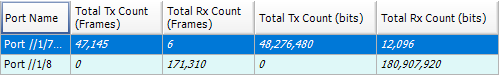 Port Name Total Tx Count (Frames) Total Rx Count (Frames) Total Tx Count (bits) Total Rx Count (bits)
Port //1/7... 47,145 6 48,276,480 12,096
Port //1/8 0 171,310 0 180,907,920